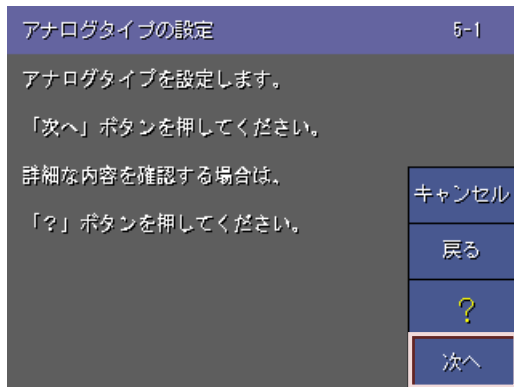 アナログタイプの設定 5-1
アナログタイプを設定します。
「次へ」ボタンを押してください。
詳細な内容を確認する場合は、
「?」ボタンを押してください。
キャンセル
戻る
?
次へ